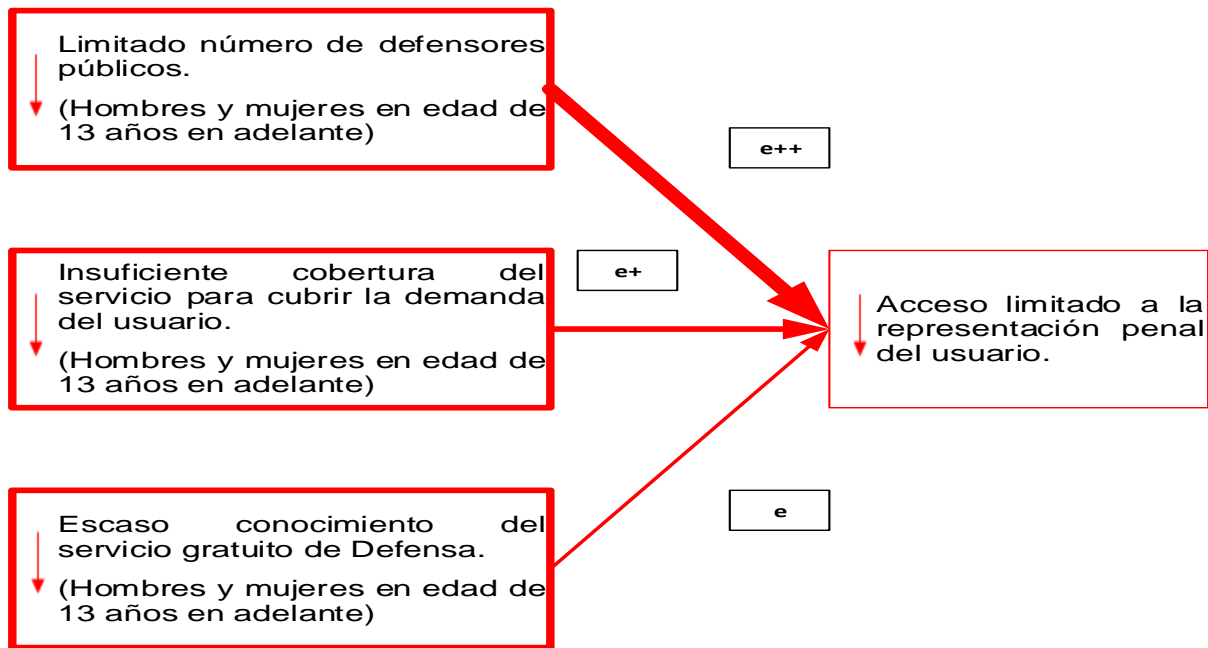 Limitado número de defensores
públicos.
(Hombres y mujeres en edad de
13 años en adelante)
e++
Insuficiente cobertura del
servicio para cubrir la demanda
del usuario.
(Hombres y mujeres en edad de
13 años en adelante)
e+
Acceso limitado a la
representación penal
del usuario.
Escaso conocimiento del
servicio gratuito de Defensa.
(Hombres y mujeres en edad de
13 años en adelante)
e